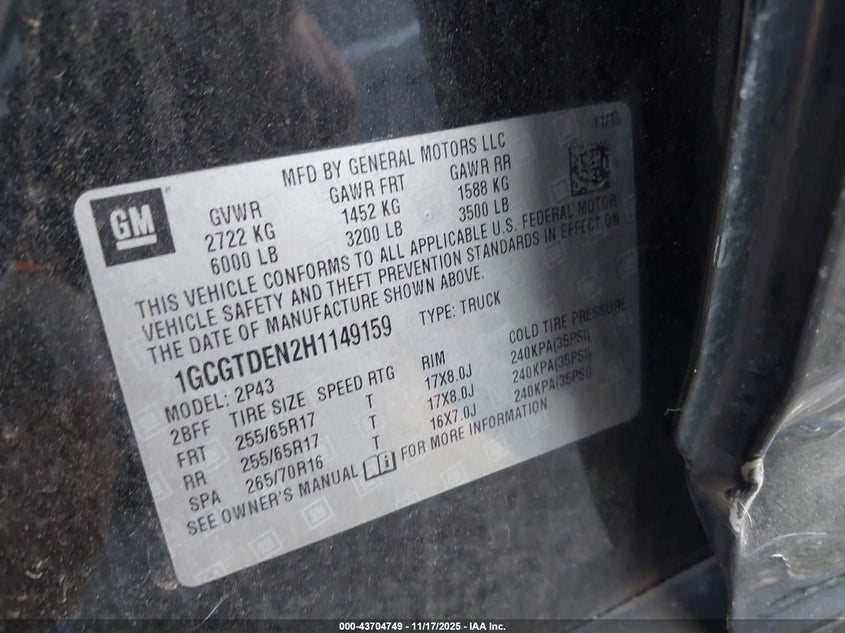 MFD BY GENERAL MOTORS LLC
GM
GVWR GAWR FRT GAWR RR
2722 KG 1452 KG 1588 KG
6000 LB 3200 LB 3500 LB
THIS VEHICLE CONFORMS TO ALL APPLICABLE U.S. FEDERAL MOTOR
VEHICLE SAFETY AND THEFT PREVENTION STANDARDS IN EFFECT ON
THE DATE OF MANUFACTURE SHOWN ABOVE.
1GCGTDEN2H1149159 TYPE: TRUCK
MODEL: 2P43
2BFF TIRE SIZE SPEED RTG RIM COLD TIRE PRESSURE
FRT 255/65R17 T 17X8.0J 240KPA(35PSI)
RR 255/65R17 T 17X8.0J 240KPA(35PSI)
SPA 265/70R16 T 16X7.0J 240KPA(35PSI)
SEE OWNER'S MANUAL FOR MORE INFORMATION.
000-43704749 - 11/17/2025 - IAA Inc.